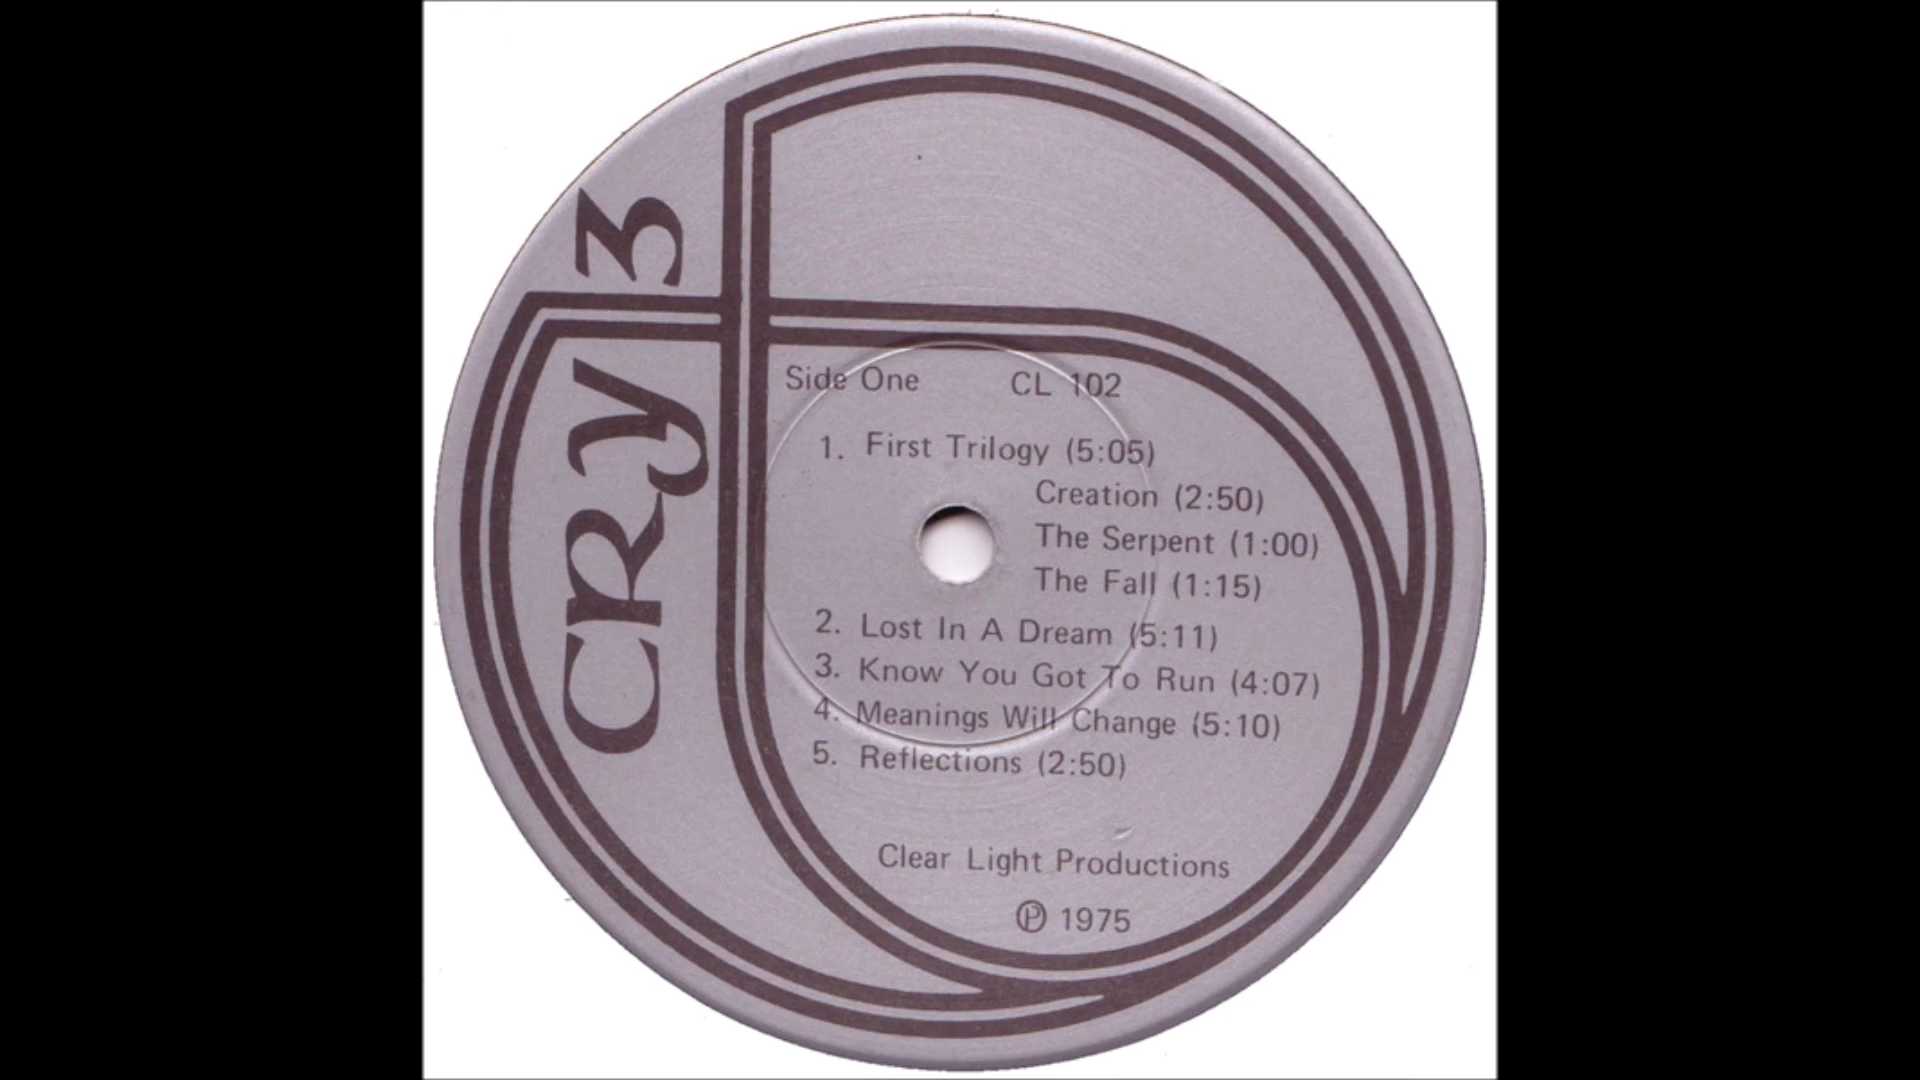 CRy 3
Side One CL 102
1. First Trilogy (5:05)
Creation (2:50)
The Serpent (1:00)
The Fall (1:15)
2. Lost In A Dream (5:11)
3. Know You Got To Run (4:07)
4. Meanings Will Change (5:10)
5. Reflections (2:50)
Clear Light Productions
℗ 1975